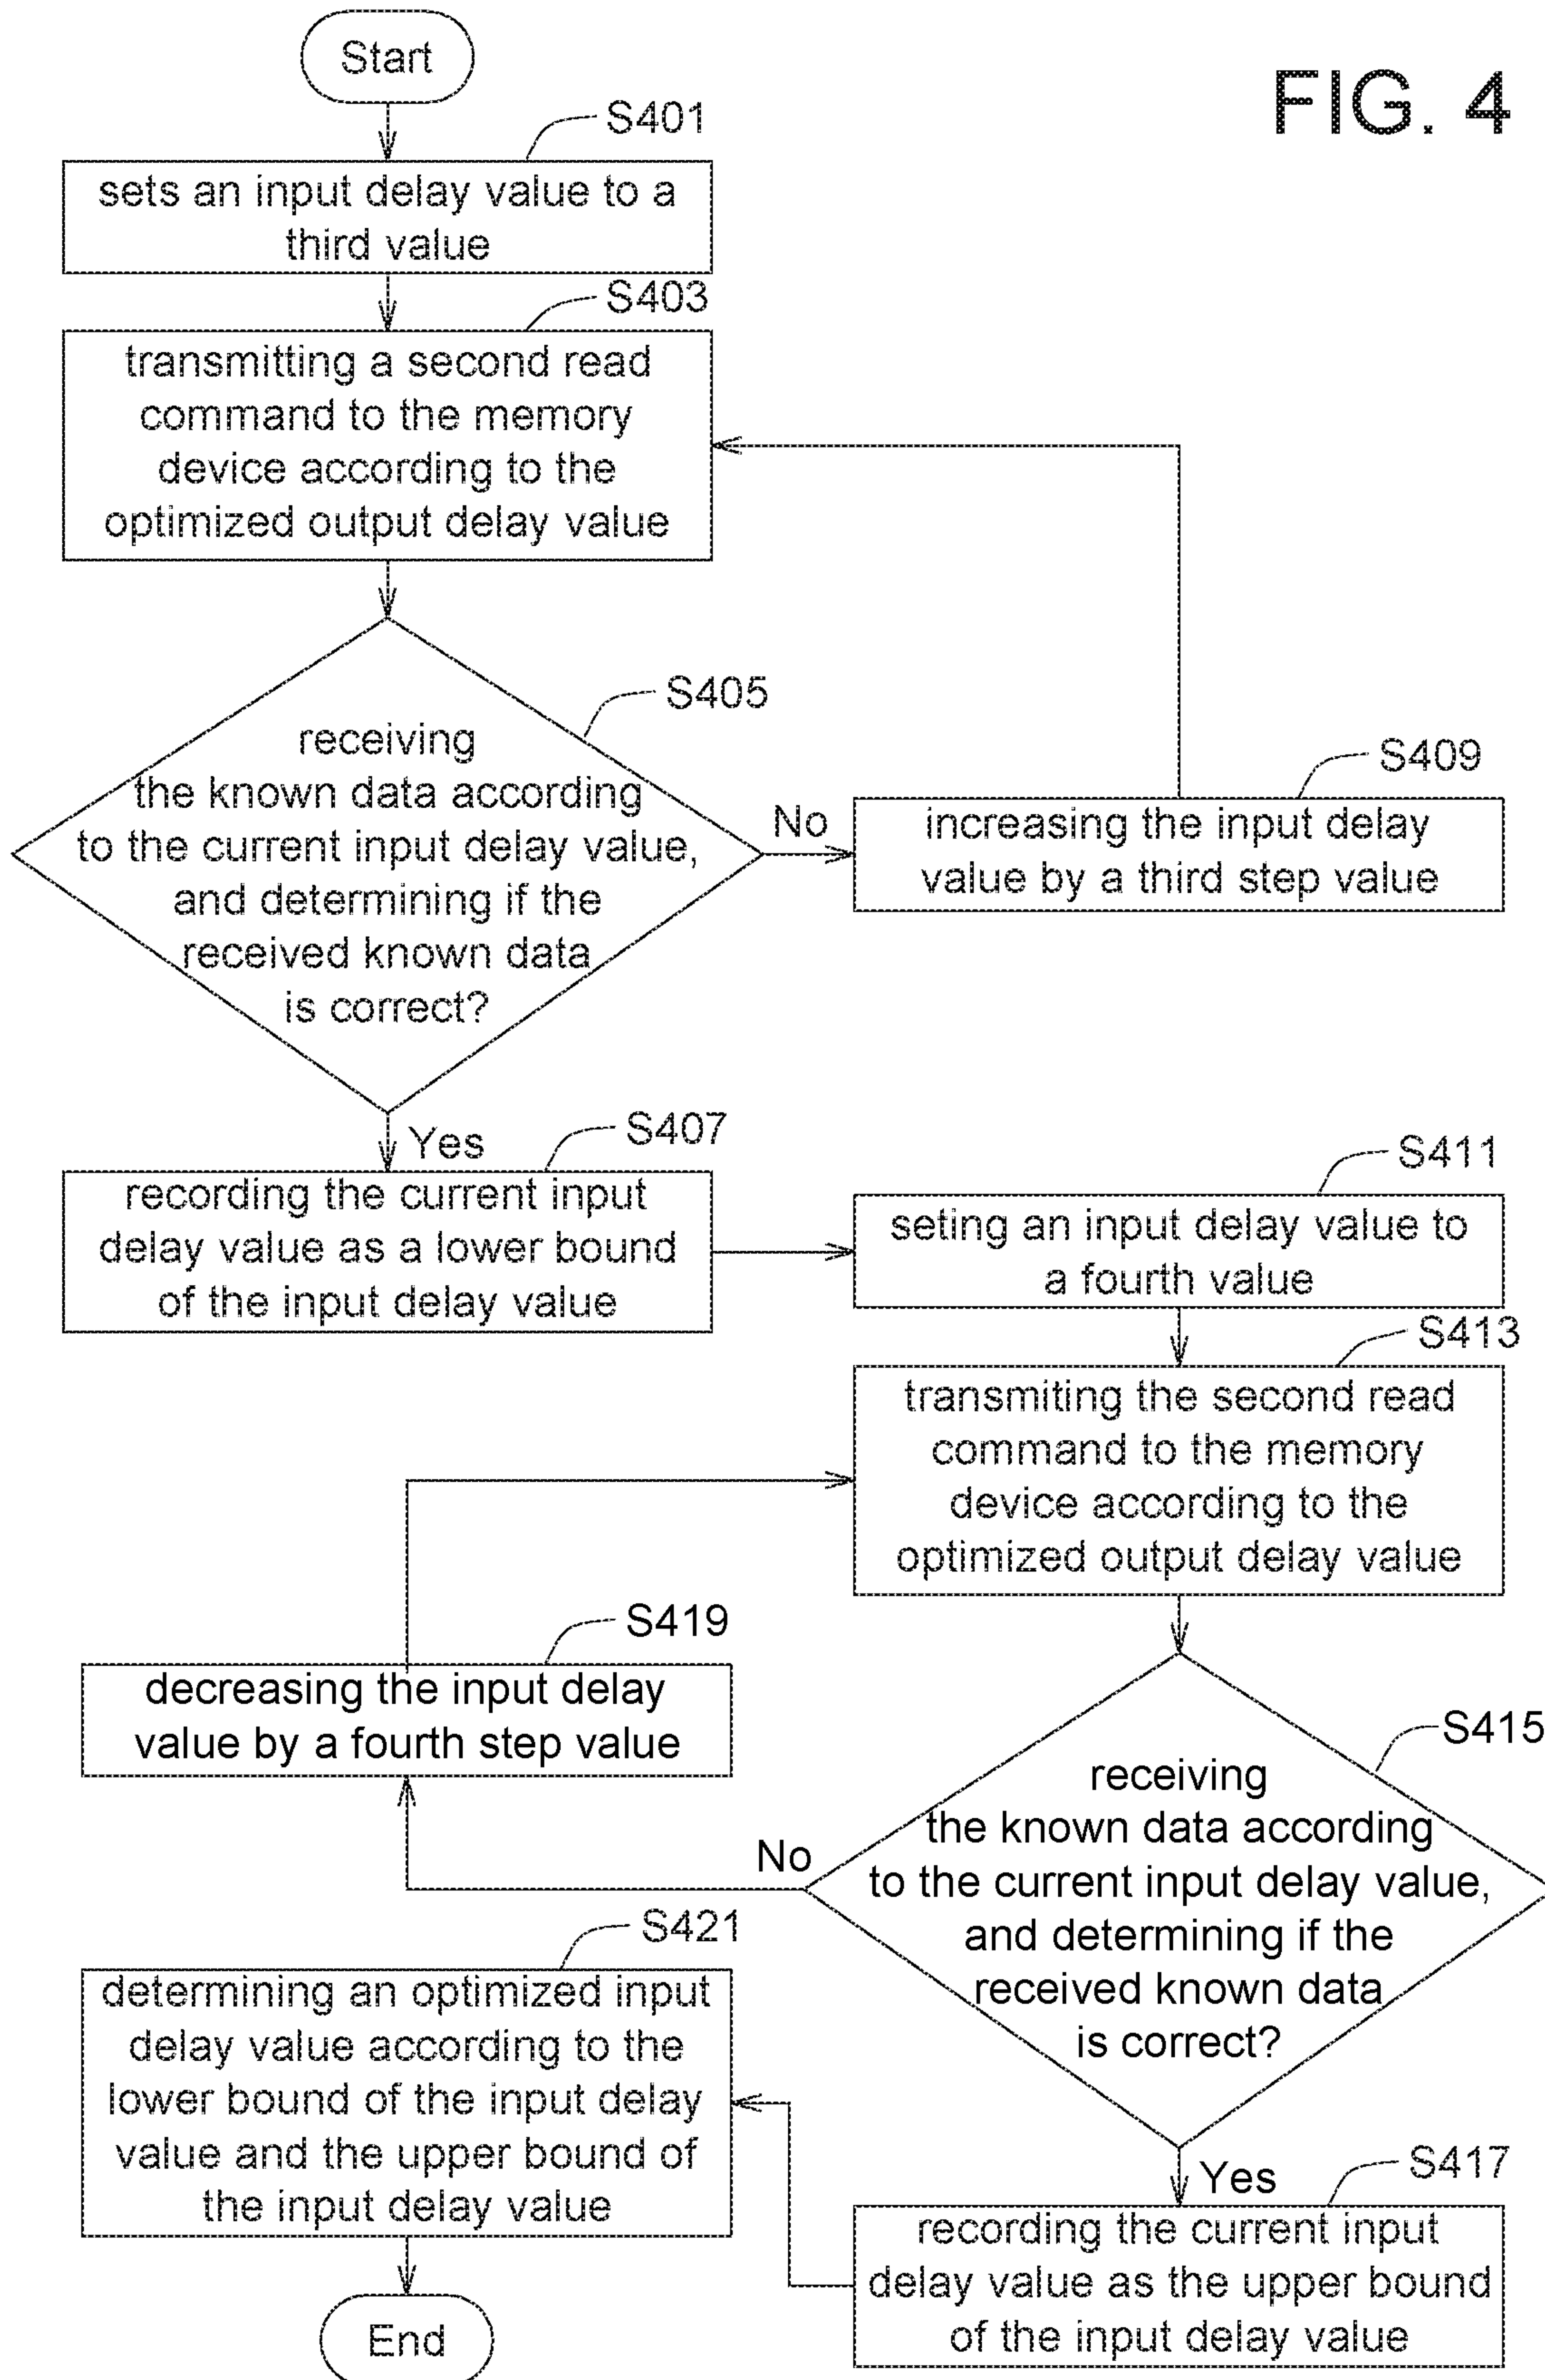 FIG. 4
Start
S401
sets an input delay value to a
third value
S403
transmitting a second read
command to the memory
device according to the
optimized output delay value
S405
receiving
the known data according
to the current input delay value,
and determining if the
received known data
is correct?
No
S409
increasing the input delay
value by a third step value
Yes
S407
recording the current input
delay value as a lower bound
of the input delay value
S411
seting an input delay value to
a fourth value
S413
transmiting the second read
command to the memory
device according to the
optimized output delay value
S415
receiving
the known data according
to the current input delay value,
and determining if the
received known data
is correct?
No
S419
decreasing the input delay
value by a fourth step value
Yes
S417
recording the current input
delay value as the upper bound
of the input delay value
S421
determining an optimized input
delay value according to the
lower bound of the input delay
value and the upper bound of
the input delay value
End